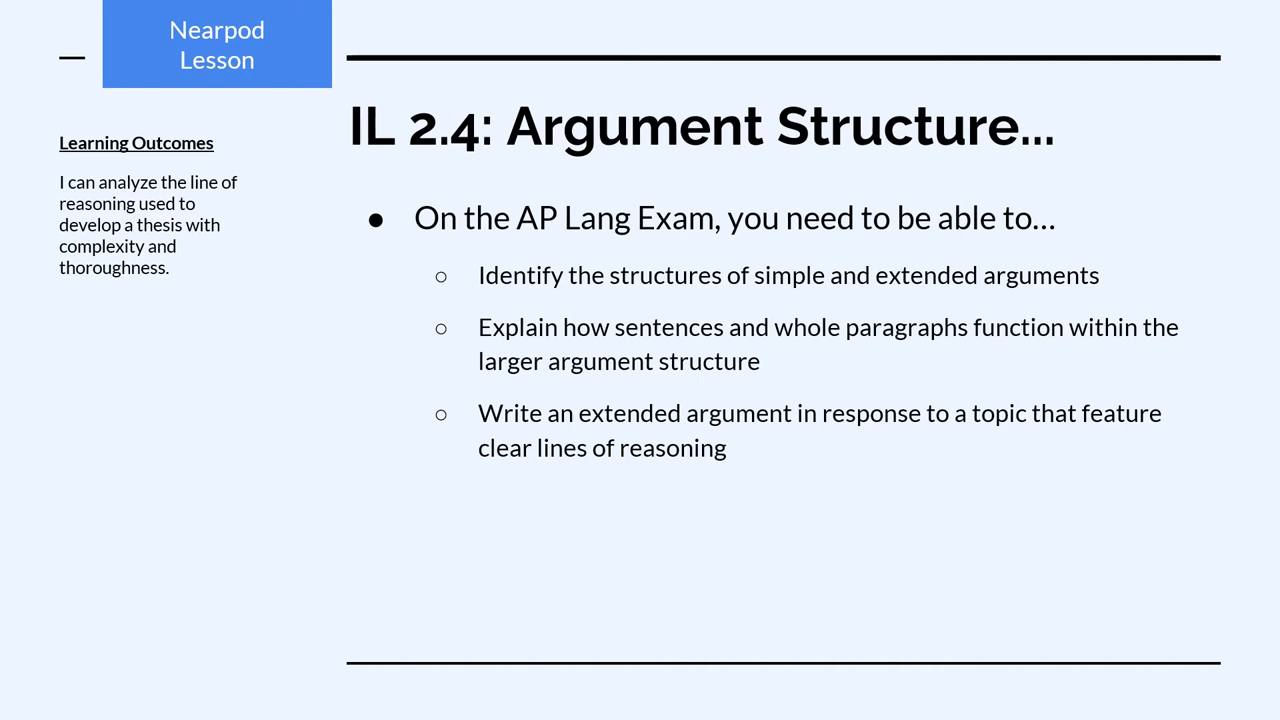 Nearpod
Lesson
IL 2.4: Argument Structure...
Learning Outcomes
I can analyze the line of
reasoning used to
develop a thesis with
complexity and
thoroughness.
● On the AP Lang Exam, you need to be able to...
○ Identify the structures of simple and extended arguments
○ Explain how sentences and whole paragraphs function within the
larger argument structure
○ Write an extended argument in response to a topic that feature
clear lines of reasoning